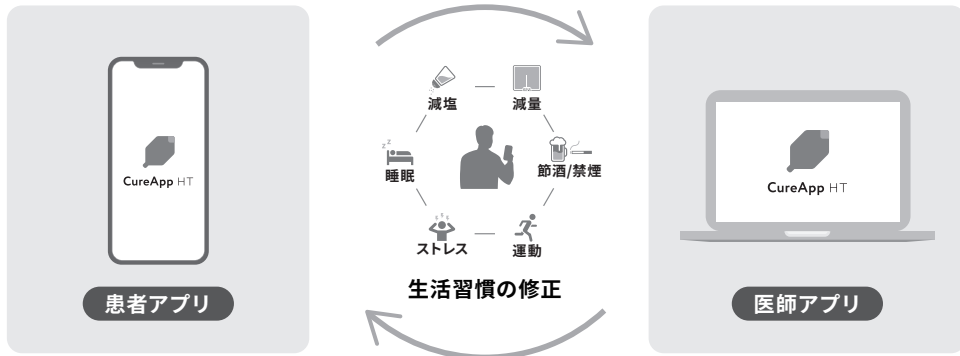 CureApp HT
患者アプリ
減塩
減量
z z
睡眠
節酒/禁煙
ストレス
運動
生活習慣の修正
CureApp HT
医師アプリ